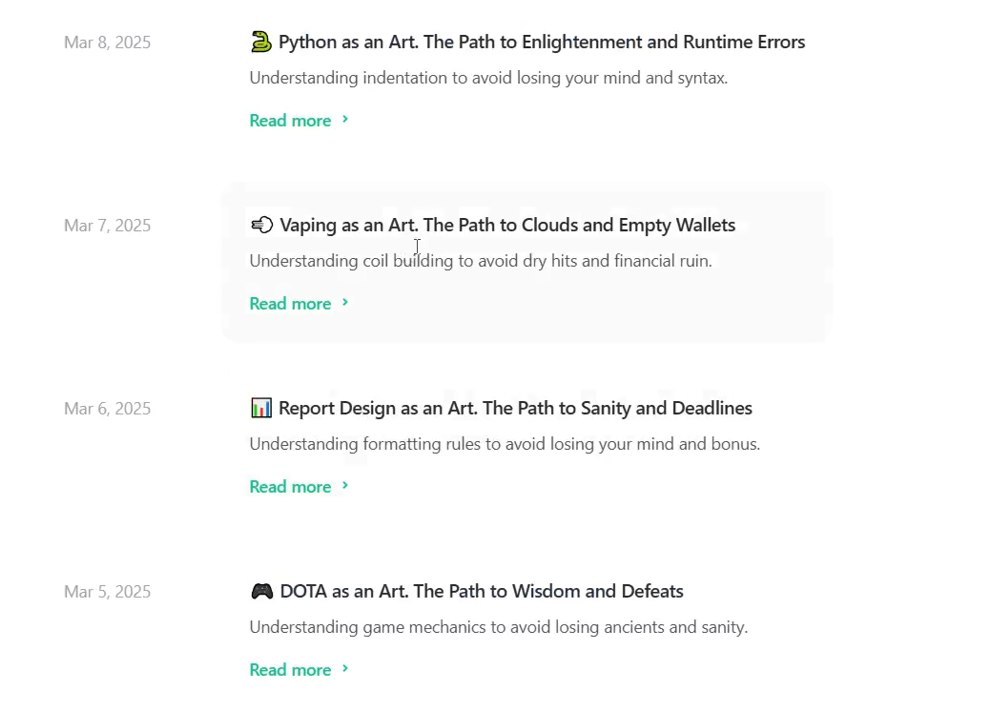 Mar 8, 2025
🐍 Python as an Art. The Path to Enlightenment and Runtime Errors
Understanding indentation to avoid losing your mind and syntax.
Read more ›
Mar 7, 2025
💨 Vaping as an Art. The Path to Clouds and Empty Wallets
Understanding coil building to avoid dry hits and financial ruin.
Read more ›
Mar 6, 2025
📊 Report Design as an Art. The Path to Sanity and Deadlines
Understanding formatting rules to avoid losing your mind and bonus.
Read more ›
Mar 5, 2025
🎮 DOTA as an Art. The Path to Wisdom and Defeats
Understanding game mechanics to avoid losing ancients and sanity.
Read more ›